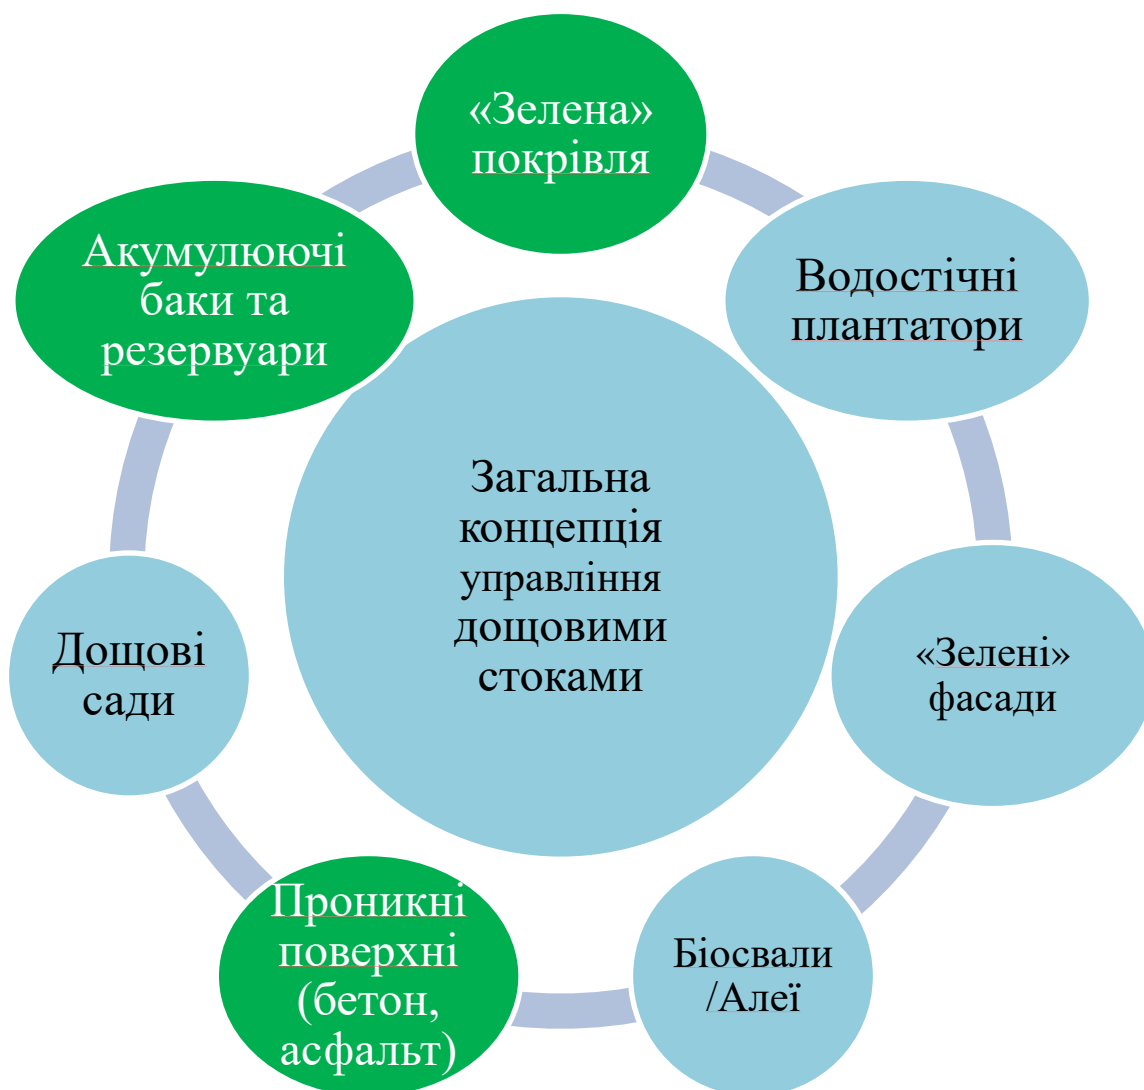 «Зелена»
покрівля
Водостічні
плантатори
«Зелені»
фасади
Біосвали
/Алеї
Проникні
поверхні
(бетон,
асфальт)
Дощові
сади
Акумулюючі
баки та
резервуари
Загальна
концепція
управління
дощовими
стоками